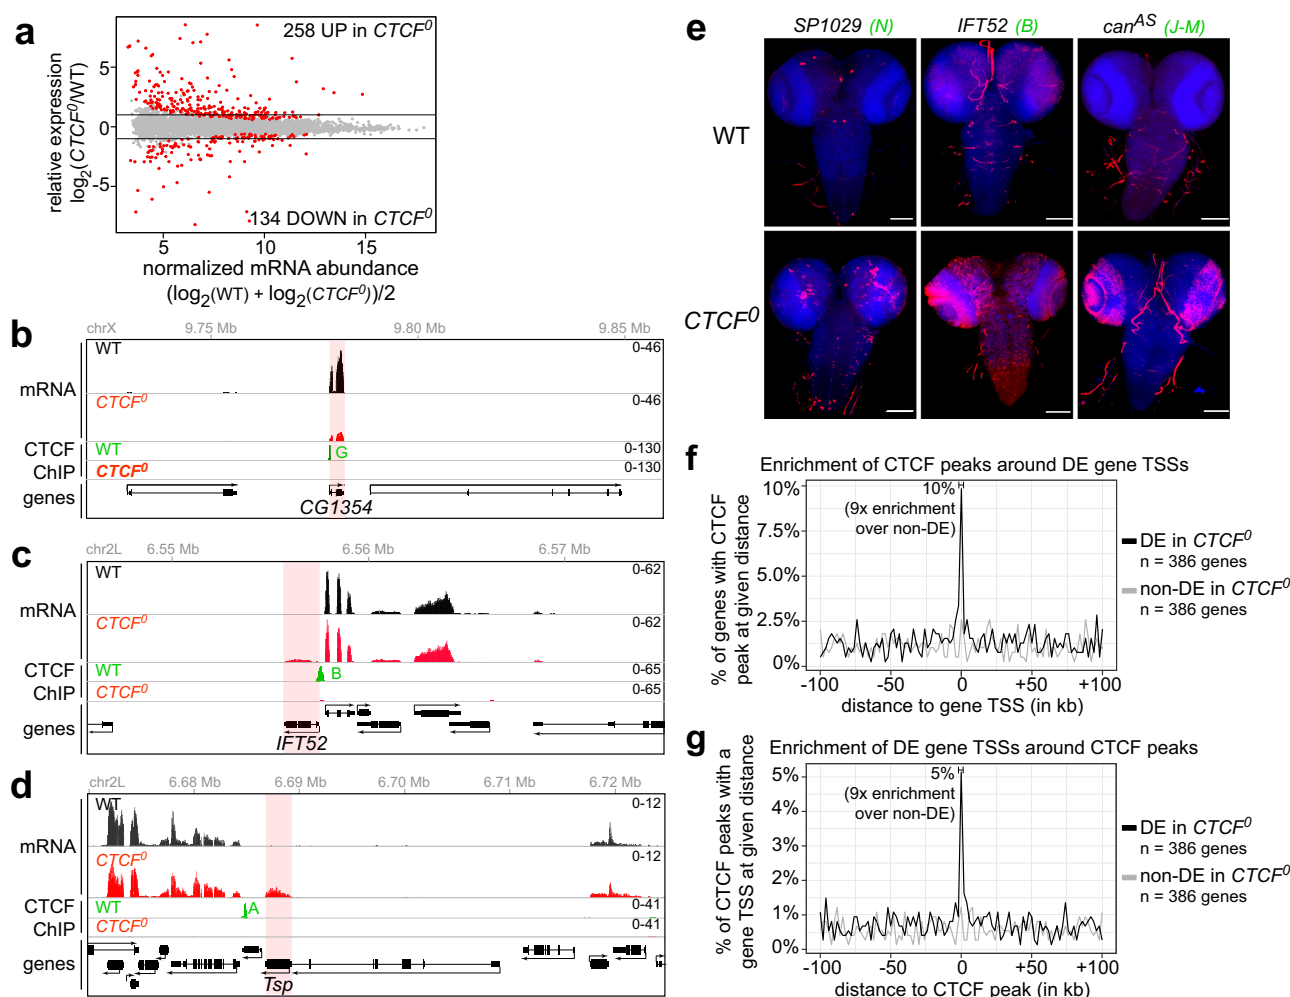 a
258 UP in CTCF⁰
134 DOWN in CTCF⁰
relative expression
log₂(CTCF⁰/WT)
5
0
-5
5 10 15
normalized mRNA abundance
(log₂(WT) + log₂(CTCF⁰))/2
b
chrX 9.75 Mb 9.80 Mb 9.85 Mb
WT 0-46
mRNA
CTCF⁰ 0-46
CTCF
ChIP
WT G 0-130
CTCF⁰ 0-130
genes
CG1354
c
chr2L 6.55 Mb 6.56 Mb 6.57 Mb
WT 0-62
mRNA
CTCF⁰ 0-62
CTCF
ChIP
WT B 0-65
CTCF⁰ 0-65
genes
IFT52
d
chr2L 6.68 Mb 6.69 Mb 6.70 Mb 6.71 Mb 6.72 Mb
WT 0-12
mRNA
CTCF⁰ 0-12
CTCF
ChIP
WT A 0-41
CTCF⁰ 0-41
genes
Tsp
e
SP1029 (N) IFT52 (B) canᴬˢ (J-M)
WT
CTCF⁰
f
Enrichment of CTCF peaks around DE gene TSSs
% of genes with CTCF
peak at given distance
10%
7.5%
5.0%
2.5%
0%
10%
(9x enrichment
over non-DE)
-100 -50 0 +50 +100
distance to gene TSS (in kb)
DE in CTCF⁰
n = 386 genes
non-DE in CTCF⁰
n = 386 genes
g
Enrichment of DE gene TSSs around CTCF peaks
% of CTCF peaks with a
gene TSS at given distance
5%
4%
3%
2%
1%
0%
5%
(9x enrichment
over non-DE)
-100 -50 0 +50 +100
distance to CTCF peak (in kb)
DE in CTCF⁰
n = 386 genes
non-DE in CTCF⁰
n = 386 genes